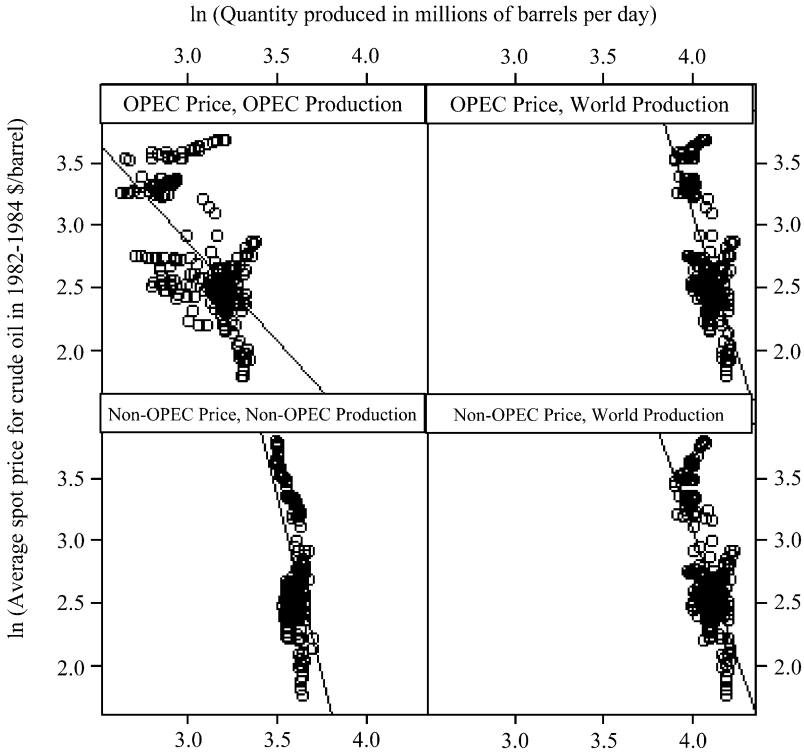 ln (Quantity produced in millions of barrels per day)
3.0 3.5 4.0 3.0 3.5 4.0
OPEC Price, OPEC Production OPEC Price, World Production
3.5 3.5
3.0 3.0
2.5 2.5
2.0 2.0
ln (Average spot price for crude oil in 1982-1984 $/barrel)
Non-OPEC Price, Non-OPEC Production Non-OPEC Price, World Production
3.5 3.5
3.0 3.0
2.5 2.5
2.0 2.0
3.0 3.5 4.0 3.0 3.5 4.0